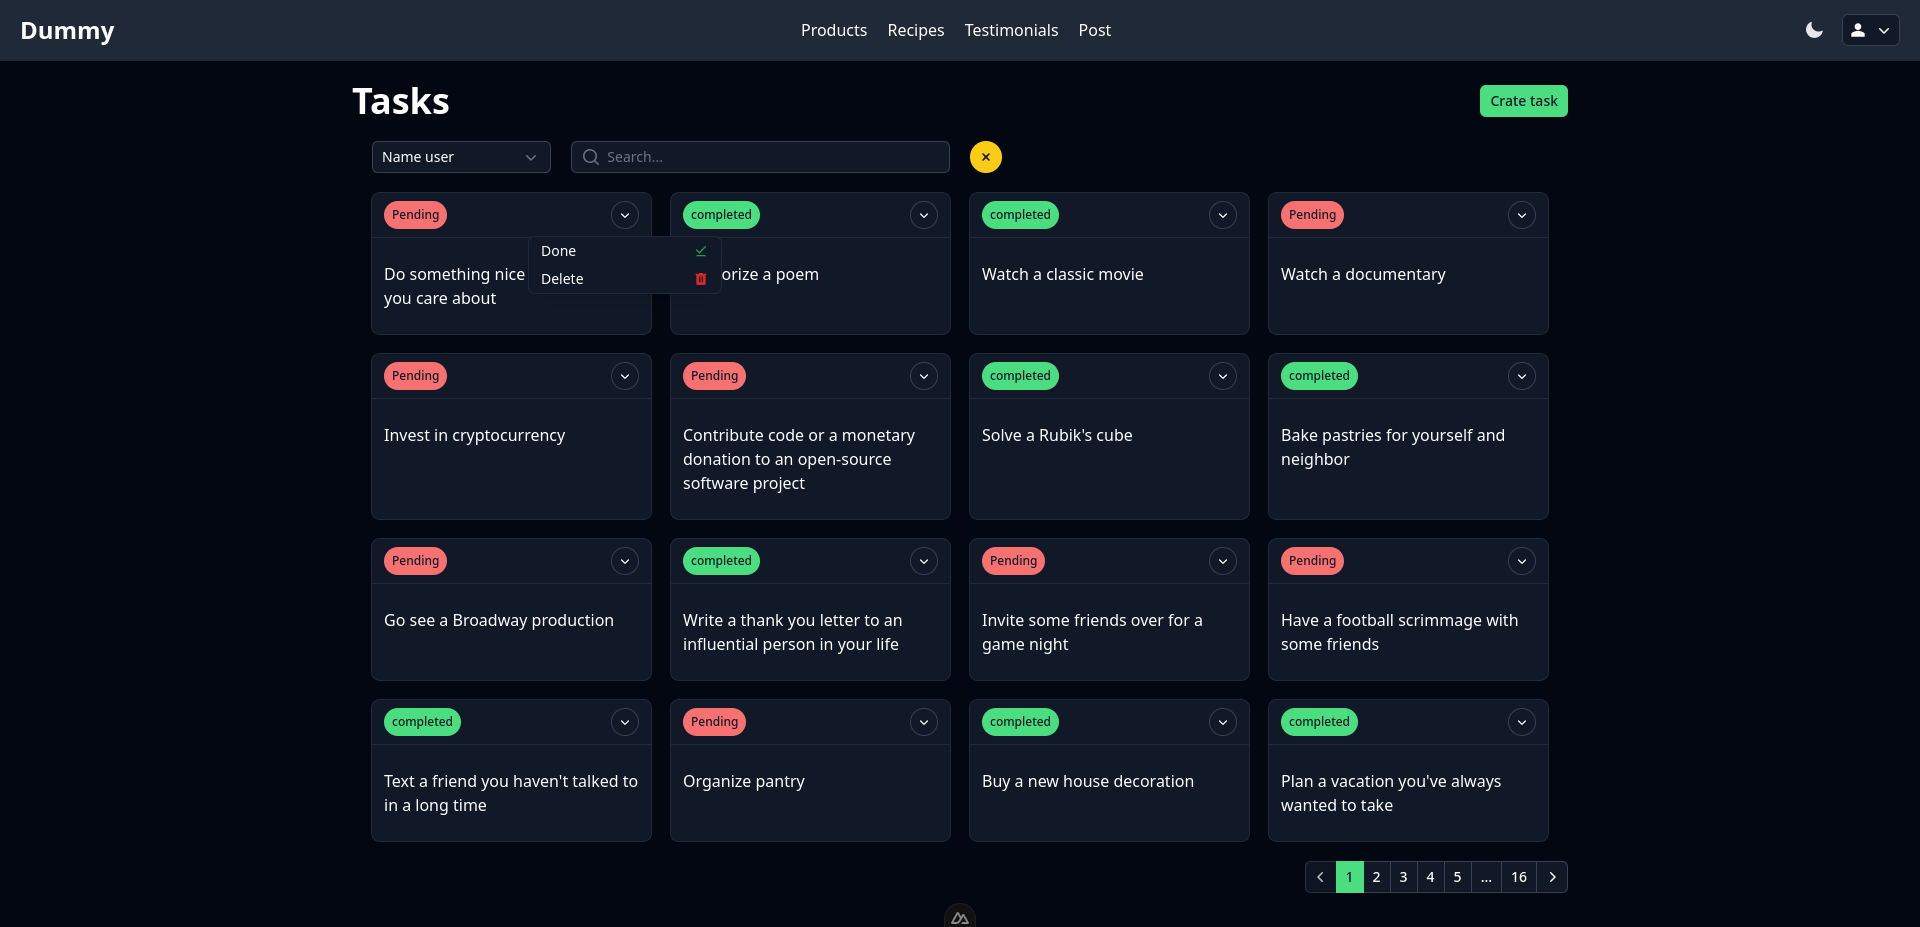 Dummy
Products Recipes Testimonials Post
Tasks
Crate task
Name user
Search...
Pending
Done
Delete
Do something nice
you care about
completed
orize a poem
completed
Watch a classic movie
Pending
Watch a documentary
Pending
Invest in cryptocurrency
Pending
Contribute code or a monetary
donation to an open-source
software project
completed
Solve a Rubik's cube
completed
Bake pastries for yourself and
neighbor
Pending
Go see a Broadway production
completed
Write a thank you letter to an
influential person in your life
Pending
Invite some friends over for a
game night
Pending
Have a football scrimmage with
some friends
completed
Text a friend you haven't talked to
in a long time
Pending
Organize pantry
completed
Buy a new house decoration
completed
Plan a vacation you've always
wanted to take
1 2 3 4 5 ... 16